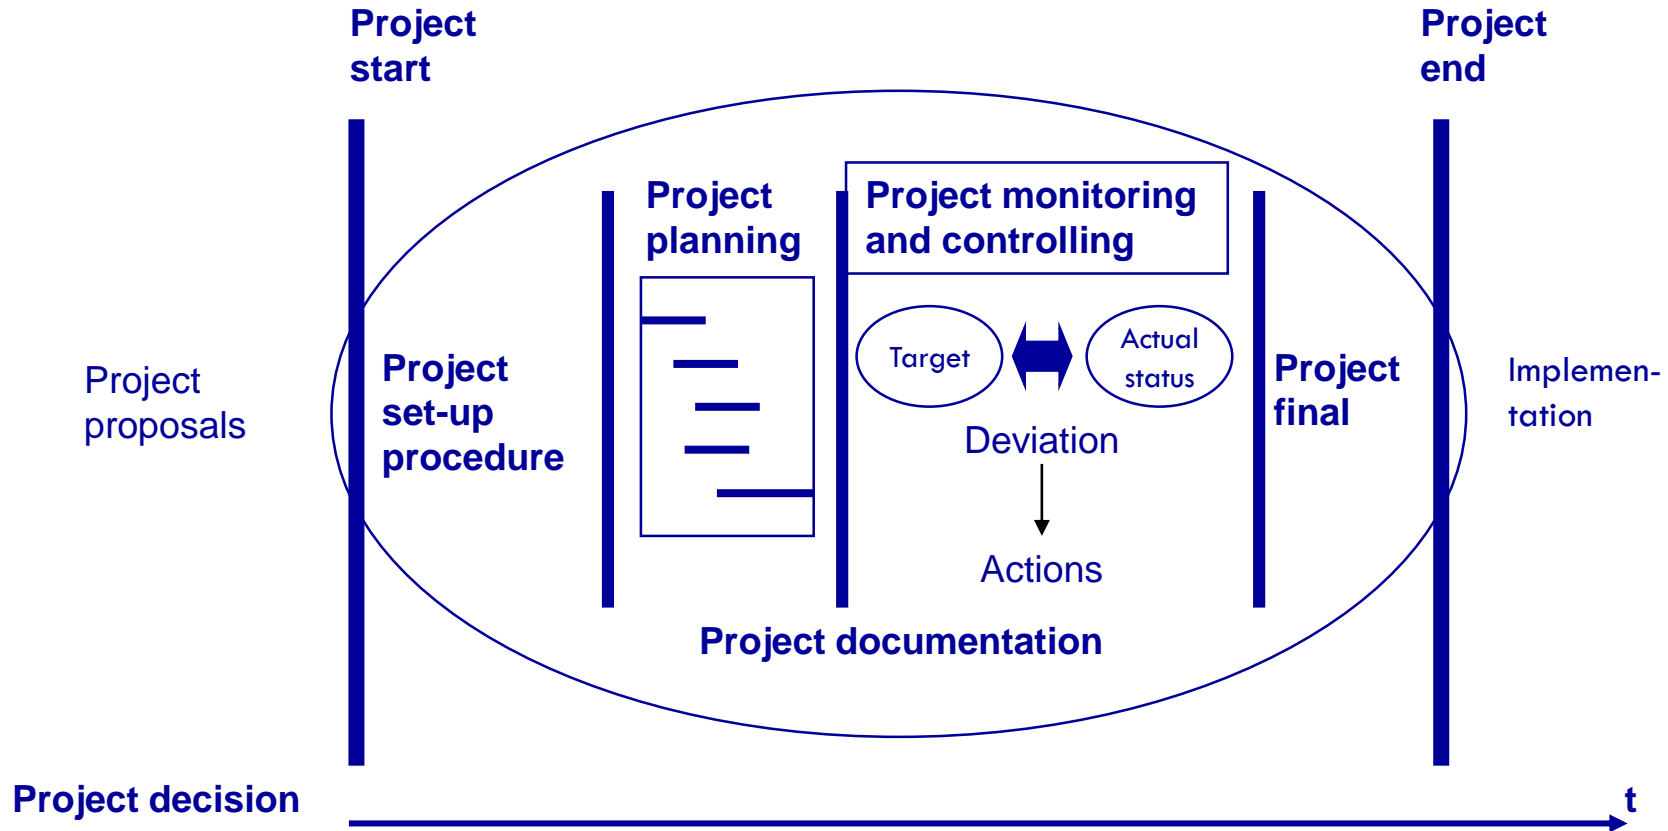 Project
start
Project
end
Project
planning
Project monitoring
and controlling
Project
proposals
Project
set-up
procedure
Target
Actual
status
Deviation
Actions
Project
final
Implemen-
tation
Project documentation
Project decision
t